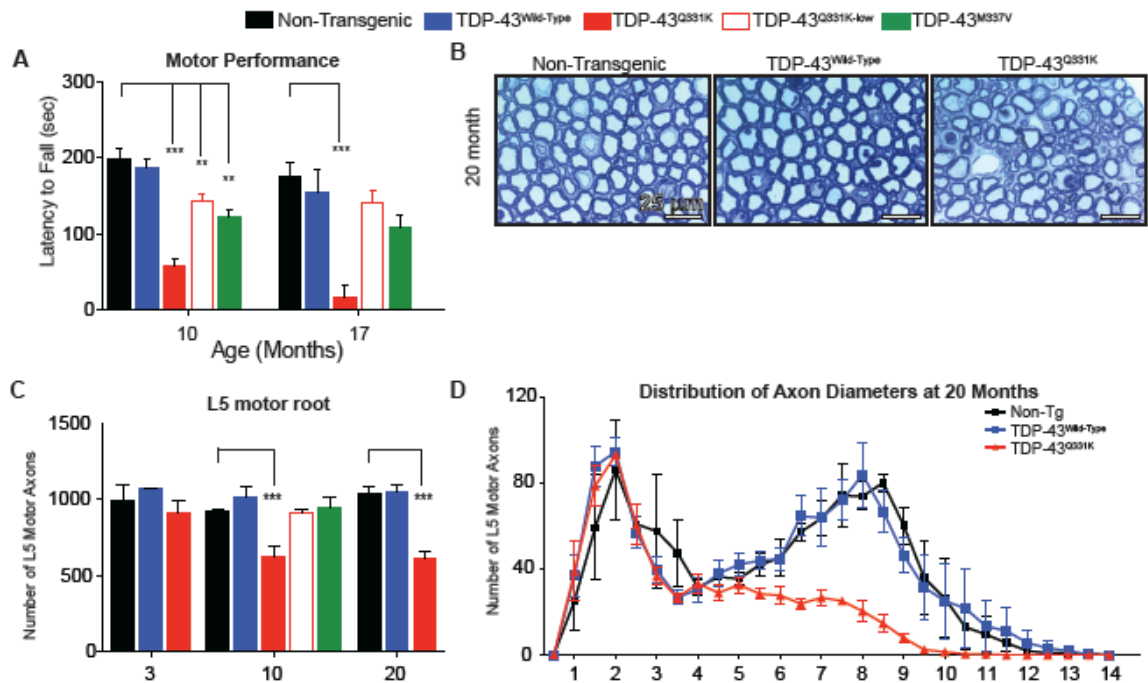 Non-Transgenic TDP-43Wild-Type TDP-43Q331K TDP-43Q331K-low TDP-43M337V
A
Motor Performance
Latency to Fall (sec)
300
200
100
0
***
**
**
***
10 17
Age (Months)
B
Non-Transgenic TDP-43Wild-Type TDP-43Q331K
20 month
25 µm
C
L5 motor root
Number of L5 Motor Axons
1500
1000
500
0
***
***
3 10 20
D
Distribution of Axon Diameters at 20 Months
Non-Tg
TDP-43Wild-Type
TDP-43Q331K
Number of L5 Motor Axons
120
80
40
0
1 2 3 4 5 6 7 8 9 10 11 12 13 14